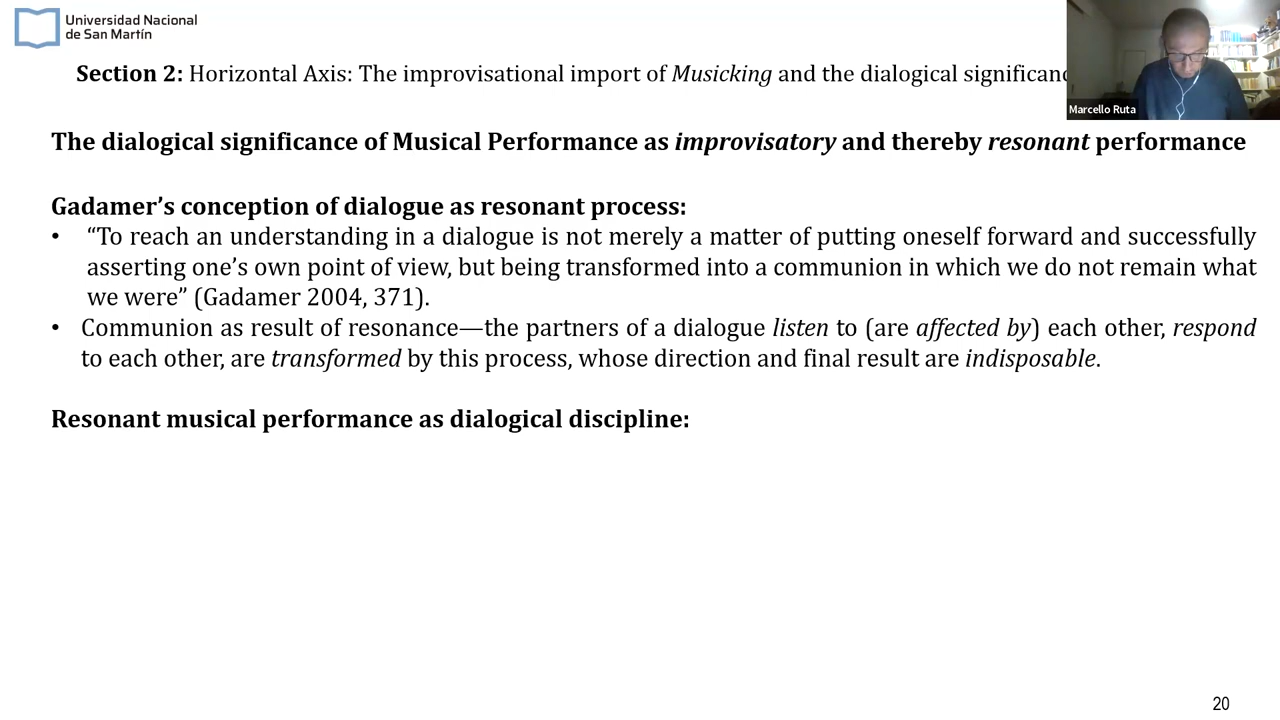 Universidad Nacional
de San Martín
Section 2: Horizontal Axis: The improvisational import of Musicking and the dialogical
Marcello Ruta
The dialogical significance of Musical Performance as improvisatory and thereby resonant performance
Gadamer’s conception of dialogue as resonant process:
• “To reach an understanding in a dialogue is not merely a matter of putting oneself forward and successfully
asserting one’s own point of view, but being transformed into a communion in which we do not remain what
we were” (Gadamer 2004, 371).
• Communion as result of resonance—the partners of a dialogue listen to (are affected by) each other, respond
to each other, are transformed by this process, whose direction and final result are indisposable.
Resonant musical performance as dialogical discipline:
20